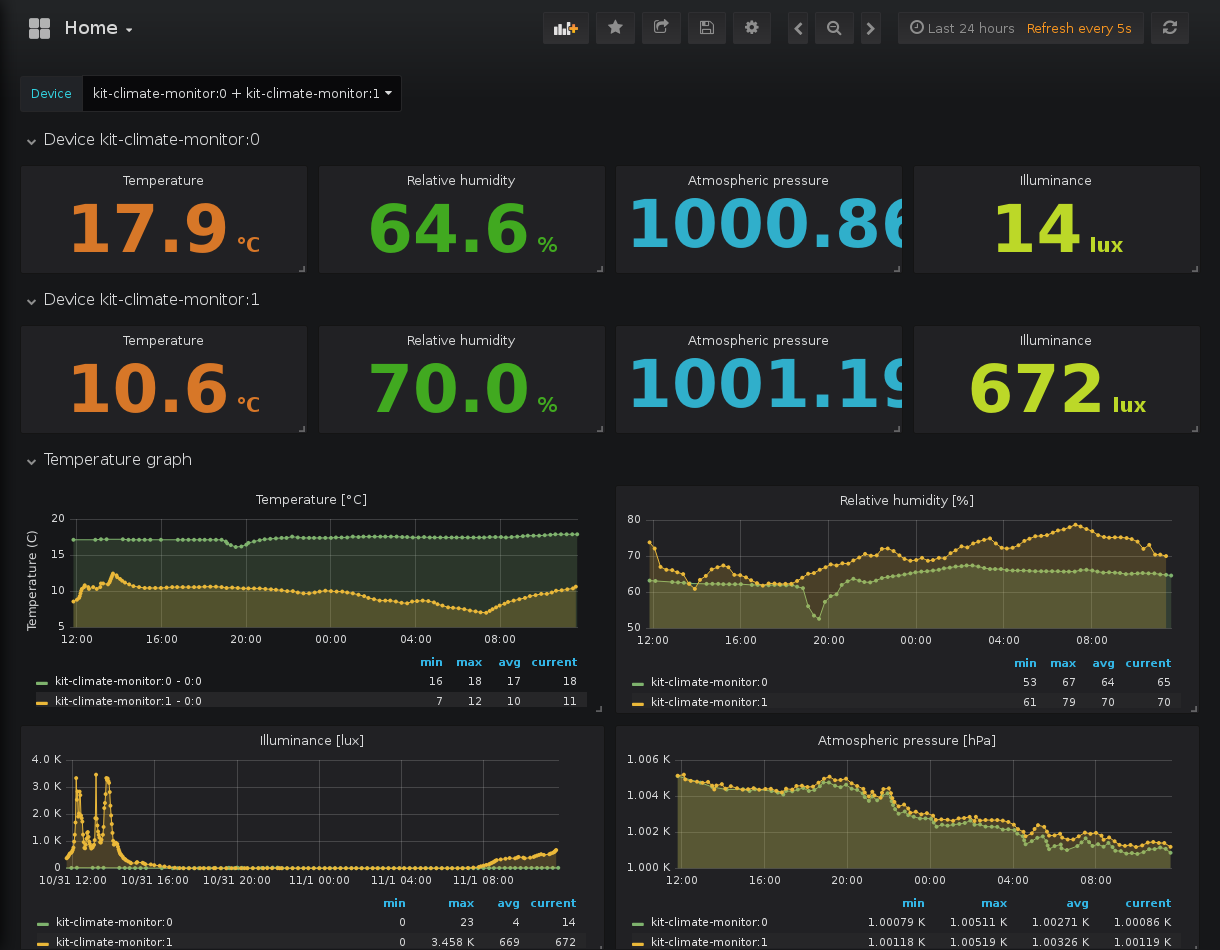 Home
Last 24 hours Refresh every 5s
Device kit-climate-monitor:0 + kit-climate-monitor:1
Device kit-climate-monitor:0
Temperature Relative humidity Atmospheric pressure Illuminance
17.9 °C 64.6 % 1000.86 14 lux
Device kit-climate-monitor:1
Temperature Relative humidity Atmospheric pressure Illuminance
10.6 °C 70.0 % 1001.19 672 lux
Temperature graph
Temperature [°C]
Temperature (C)
20
15
10
5
12:00 16:00 20:00 00:00 04:00 08:00
min max avg current
kit-climate-monitor:0 - 0:0 16 18 17 18
kit-climate-monitor:1 - 0:0 7 12 10 11
Relative humidity [%]
80
70
60
50
12:00 16:00 20:00 00:00 04:00 08:00
min max avg current
kit-climate-monitor:0 53 67 64 65
kit-climate-monitor:1 61 79 70 70
Illuminance [lux]
4.0 K
3.0 K
2.0 K
1.0 K
0
10/31 12:00 10/31 16:00 10/31 20:00 11/1 00:00 11/1 04:00 11/1 08:00
min max avg current
kit-climate-monitor:0 0 23 4 14
kit-climate-monitor:1 0 3.458 K 669 672
Atmospheric pressure [hPa]
1.006 K
1.004 K
1.002 K
1.000 K
12:00 16:00 20:00 00:00 04:00 08:00
min max avg current
kit-climate-monitor:0 1.00079 K 1.00511 K 1.00271 K 1.00086 K
kit-climate-monitor:1 1.00118 K 1.00519 K 1.00326 K 1.00119 K